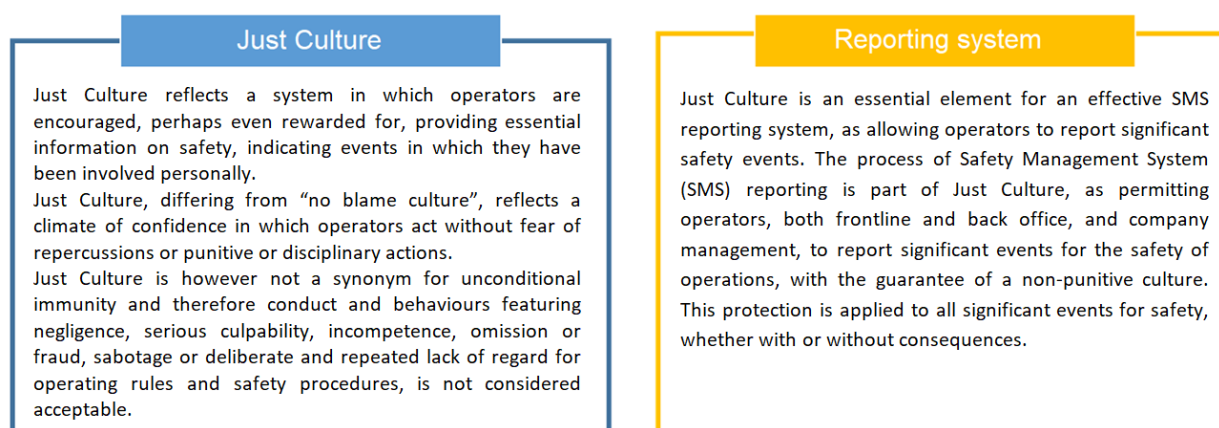 Just Culture
Just Culture reflects a system in which operators are
encouraged, perhaps even rewarded for, providing essential
information on safety, indicating events in which they have
been involved personally.
Just Culture, differing from “no blame culture”, reflects a
climate of confidence in which operators act without fear of
repercussions or punitive or disciplinary actions.
Just Culture is however not a synonym for unconditional
immunity and therefore conduct and behaviours featuring
negligence, serious culpability, incompetence, omission or
fraud, sabotage or deliberate and repeated lack of regard for
operating rules and safety procedures, is not considered
acceptable.
Reporting system
Just Culture is an essential element for an effective SMS
reporting system, as allowing operators to report significant
safety events. The process of Safety Management System
(SMS) reporting is part of Just Culture, as permitting
operators, both frontline and back office, and company
management, to report significant events for the safety of
operations, with the guarantee of a non-punitive culture.
This protection is applied to all significant events for safety,
whether with or without consequences.